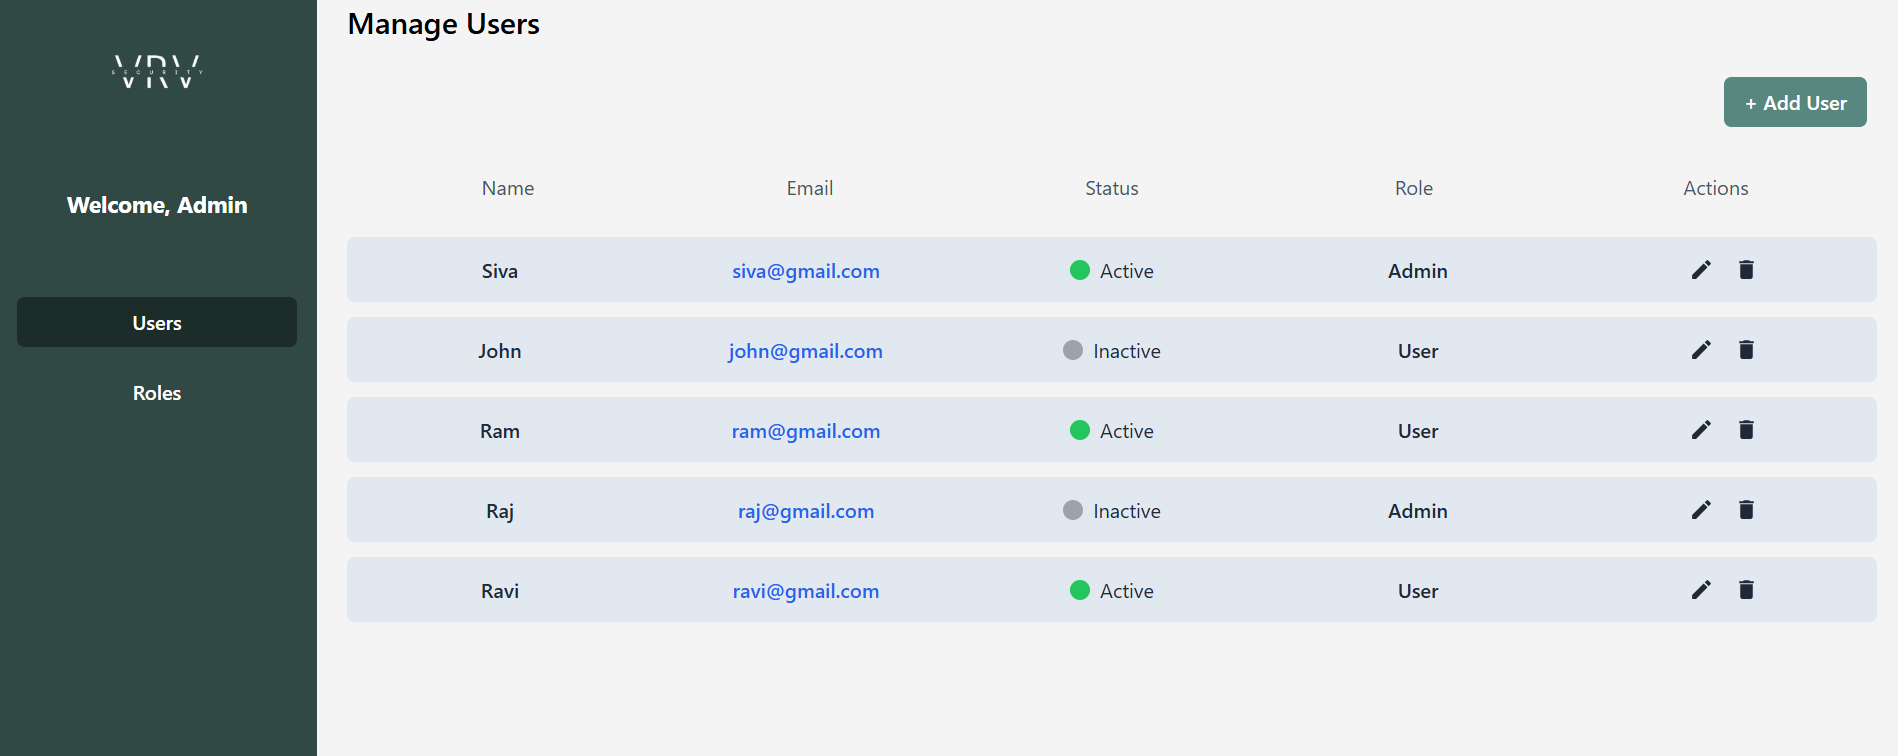 VRV
SECURITY
Welcome, Admin
Users
Roles
Manage Users
+ Add User
Name Email Status Role Actions
Siva siva@gmail.com Active Admin
John john@gmail.com Inactive User
Ram ram@gmail.com Active User
Raj raj@gmail.com Inactive Admin
Ravi ravi@gmail.com Active User